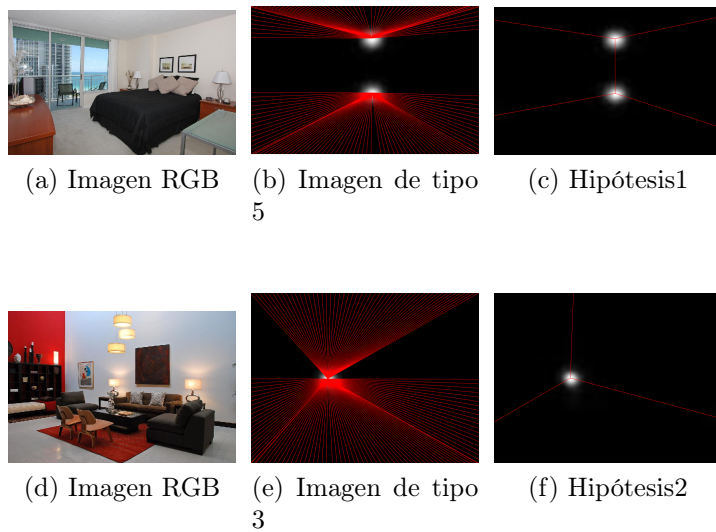 (a) Imagen RGB
(b) Imagen de tipo
5
(c) Hipótesis1
(d) Imagen RGB
(e) Imagen de tipo
3
(f) Hipótesis2